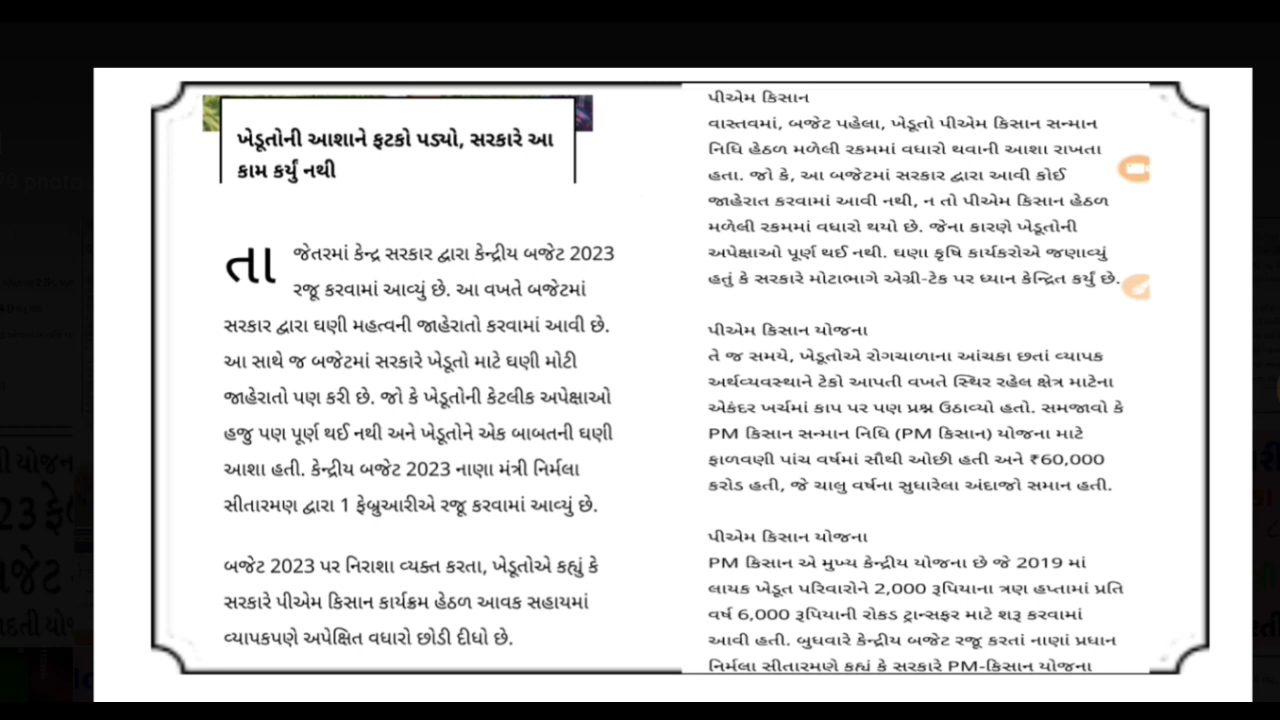 ખેડૂતોની આશાને ફટકો પડ્યો, સરકારે આ
કામ કર્યું નથી
તાજેતરમાં કેન્દ્ર સરકાર દ્વારા કેન્દ્રીય બજેટ 2023
રજૂ કરવામાં આવ્યું છે. આ વખતે બજેટમાં
સરકાર દ્વારા ઘણી મહત્વની જાહેરાતો કરવામાં આવી છે.
આ સાથે જ બજેટમાં સરકારે ખેડૂતો માટે ઘણી મોટી
જાહેરાતો પણ કરી છે. જો કે ખેડૂતોની કેટલીક અપેક્ષાઓ
હજુ પણ પૂર્ણ થઈ નથી અને ખેડૂતોને એક બાબતની ઘણી
આશા હતી. કેન્દ્રીય બજેટ 2023 નાણા મંત્રી નિર્મલા
સીતારમણ દ્વારા 1 ફેબ્રુઆરીએ રજૂ કરવામાં આવ્યું છે.
બજેટ 2023 પર નિરાશા વ્યક્ત કરતા, ખેડૂતોએ કહ્યું કે
સરકારે પીએમ કિસાન કાર્યક્રમ હેઠળ આવક સહાયમાં
વ્યાપકપણે અપેક્ષિત વધારો છોડી દીધો છે.
પીએમ કિસાન
વાસ્તવમાં, બજેટ પહેલા, ખેડૂતો પીએમ કિસાન સન્માન
નિધિ હેઠળ મળેલી રકમમાં વધારો થવાની આશા રાખતા
હતા. જો કે, આ બજેટમાં સરકાર દ્વારા આવી કોઈ
જાહેરાત કરવામાં આવી નથી, ન તો પીએમ કિસાન હેઠળ
મળેલી રકમમાં વધારો થયો છે. જેના કારણે ખેડૂતોની
અપેક્ષાઓ પૂર્ણ થઈ નથી. ઘણા કૃષિ કાર્યકરોએ જણાવ્યું
હતું કે સરકારે મોટાભાગે એગ્રી-ટેક પર ધ્યાન કેન્દ્રિત કર્યું છે.
પીએમ કિસાન યોજના
તે જ સમયે, ખેડૂતોએ રોગચાળાના આંચકા છતાં વ્યાપક
અર્થવ્યવસ્થાને ટેકો આપતી વખતે સ્થિર રહેલ ક્ષેત્ર માટેના
એકંદર ખર્ચમાં કાપ પર પણ પ્રશ્ન ઉઠાવ્યો હતો. સમજાવો કે
PM કિસાન સન્માન નિધિ (PM કિસાન) યોજના માટે
ફાળવણી પાંચ વર્ષમાં સૌથી ઓછી હતી અને ₹60,000
કરોડ હતી, જે ચાલુ વર્ષના સુધારેલા અંદાજો સમાન હતી.
પીએમ કિસાન યોજના
PM કિસાન એ મુખ્ય કેન્દ્રીય યોજના છે જે 2019 માં
લાયક ખેડૂત પરિવારોને 2,000 રૂપિયાના ત્રણ હપ્તામાં પ્રતિ
વર્ષ 6,000 રૂપિયાની રોકડ ટ્રાન્સફર માટે શરૂ કરવામાં
આવી હતી. બુધવારે કેન્દ્રીય બજેટ રજૂ કરતાં નાણાં પ્રધાન
નિર્મલા સીતારમણે કહ્યું કે સરકારે PM-કિસાન યોજના